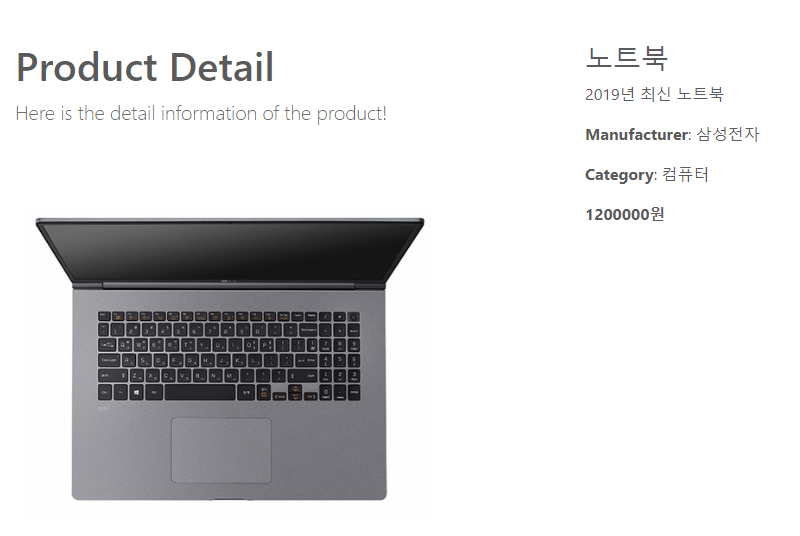 Product Detail
Here is the detail information of the product!
노트북
2019년 최신 노트북
Manufacturer: 삼성전자
Category: 컴퓨터
1200000원